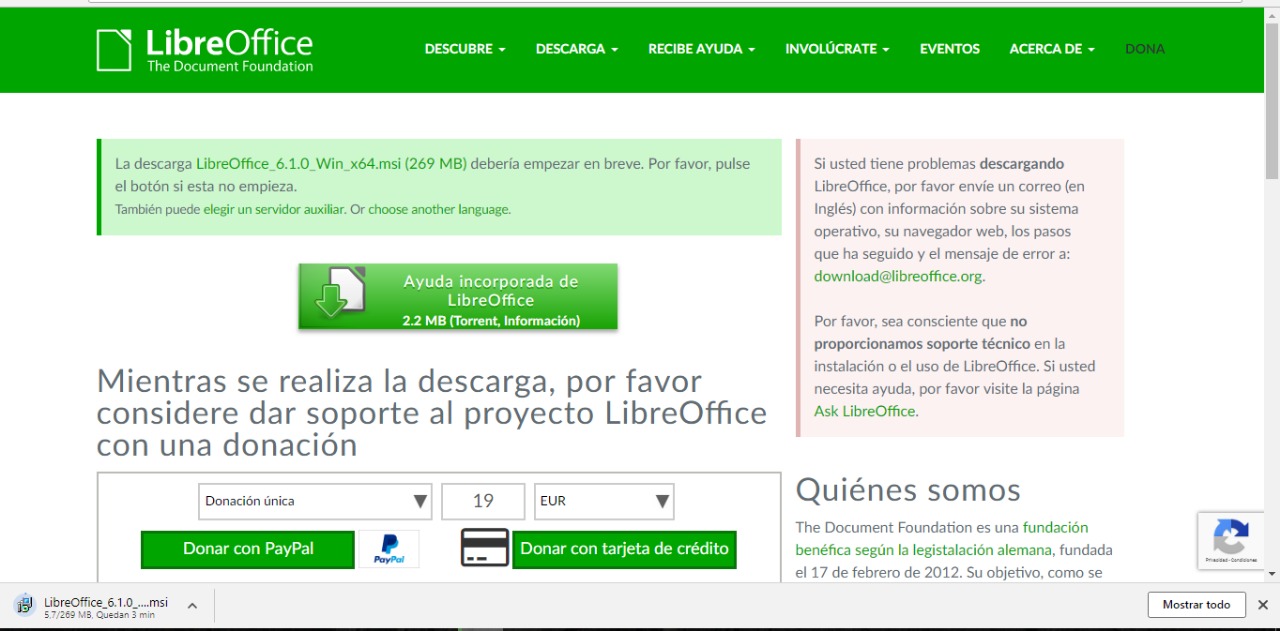 LibreOffice
The Document Foundation
DESCUBRE
DESCARGA
RECIBE AYUDA
INVOLÚCRATE
EVENTOS
ACERCA DE
DONA
La descarga LibreOffice_6.1.0_Win_x64.msi (269 MB) debería empezar en breve. Por favor, pulse
el botón si esta no empieza.
También puede elegir un servidor auxiliar. Or choose another language.
Ayuda incorporada de
LibreOffice
2.2 MB (Torrent, Información)
Mientras se realiza la descarga, por favor
considere dar soporte al proyecto LibreOffice
con una donación
Donación única
19
EUR
Donar con PayPal
PayPal
Donar con tarjeta de crédito
Si usted tiene problemas descargando
LibreOffice, por favor envíe un correo (en
Inglés) con información sobre su sistema
operativo, su navegador web, los pasos
que ha seguido y el mensaje de error a:
download@libreoffice.org.
Por favor, sea consciente que no
proporcionamos soporte técnico en la
instalación o el uso de LibreOffice. Si usted
necesita ayuda, por favor visite la página
Ask LibreOffice.
Quiénes somos
The Document Foundation es una fundación
benéfica según la legistalación alemana, fundada
el 17 de febrero de 2012. Su objetivo, como se
Privacidad - Condiciones
LibreOffice_6.1.0_....msi
5,7/269 MB, Quedan 3 min
Mostrar todo